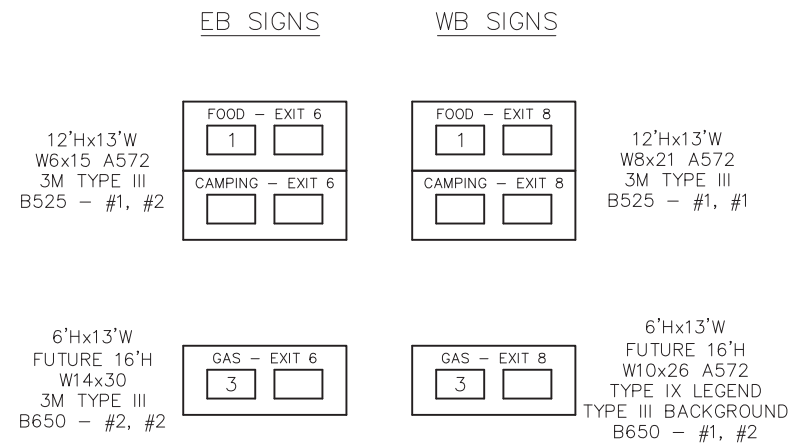 EB SIGNS
WB SIGNS
12'Hx13'W
W6x15 A572
3M TYPE III
B525 – #1, #2
FOOD – EXIT 6
1
CAMPING – EXIT 6
FOOD – EXIT 8
1
CAMPING – EXIT 8
12'Hx13'W
W8x21 A572
3M TYPE III
B525 – #1, #1
6'Hx13'W
FUTURE 16'H
W14x30
3M TYPE III
B650 – #2, #2
GAS – EXIT 6
3
GAS – EXIT 8
3
6'Hx13'W
FUTURE 16'H
W10x26 A572
TYPE IX LEGEND
TYPE III BACKGROUND
B650 – #1, #2